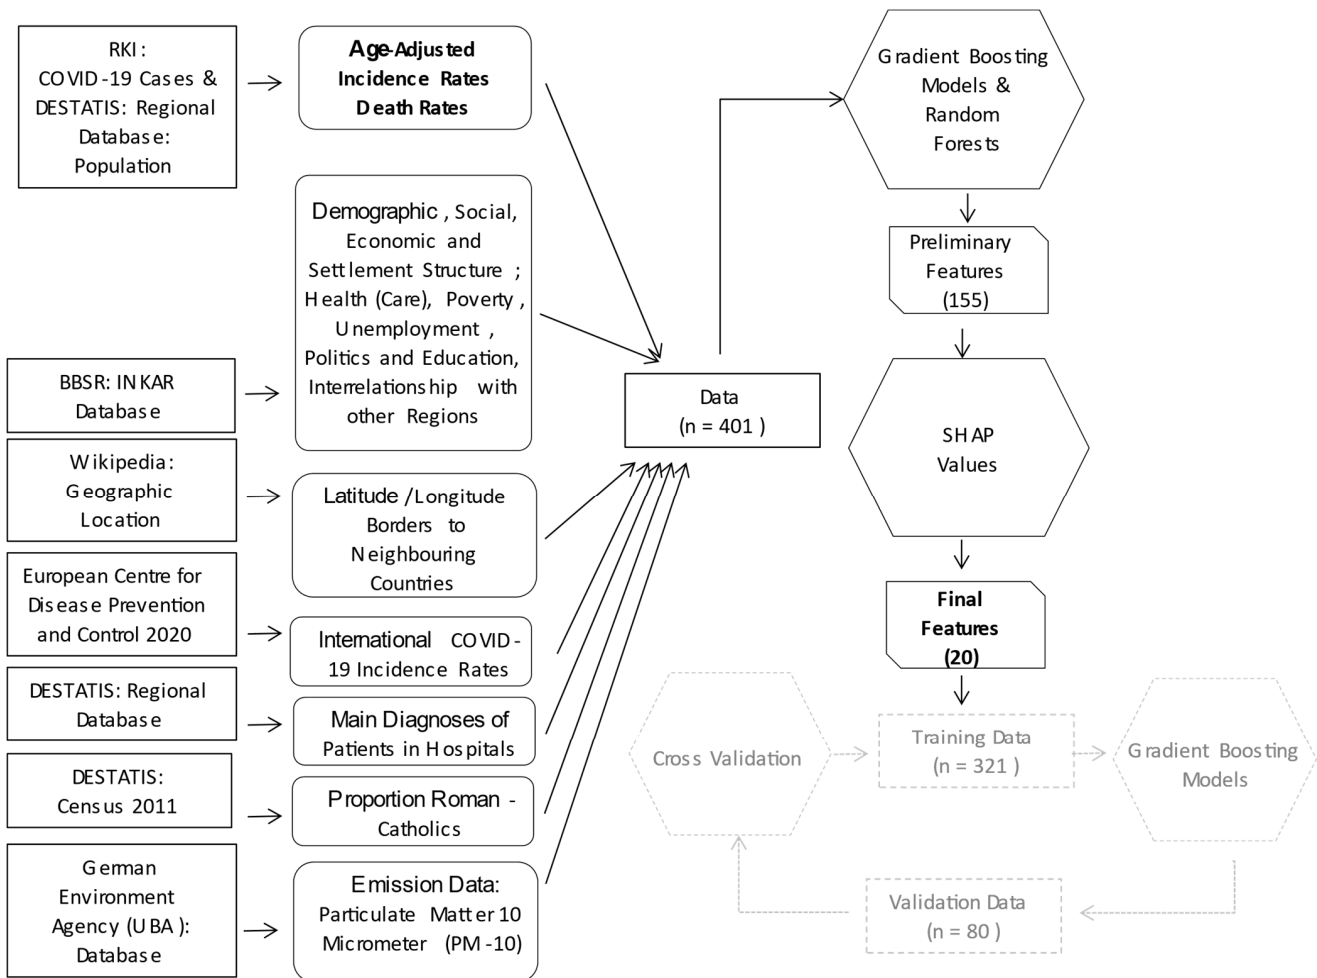 RKI:
COVID-19 Cases &
DESTATIS: Regional
Database:
Population
Age-Adjusted
Incidence Rates
Death Rates
Demographic , Social,
Economic and
Settlement Structure ;
Health (Care), Poverty ,
Unemployment ,
Politics and Education,
Interrelationship with
other Regions
BBSR: INKAR
Database
Wikipedia:
Geographic
Location
Latitude /Longitude
Borders to
Neighbouring
Countries
European Centre for
Disease Prevention
and Control 2020
International COVID-
19 Incidence Rates
DESTATIS: Regional
Database
Main Diagnoses of
Patients in Hospitals
DESTATIS:
Census 2011
Proportion Roman -
Catholics
German
Environment
Agency (UBA):
Database
Emission Data:
Particulate Matter 10
Micrometer (PM-10)
Data
(n = 401 )
Gradient Boosting
Models &
Random
Forests
Preliminary
Features
(155)
SHAP
Values
Final
Features
(20)
Cross Validation
Training Data
(n = 321 )
Gradient Boosting
Models
Validation Data
(n = 80 )